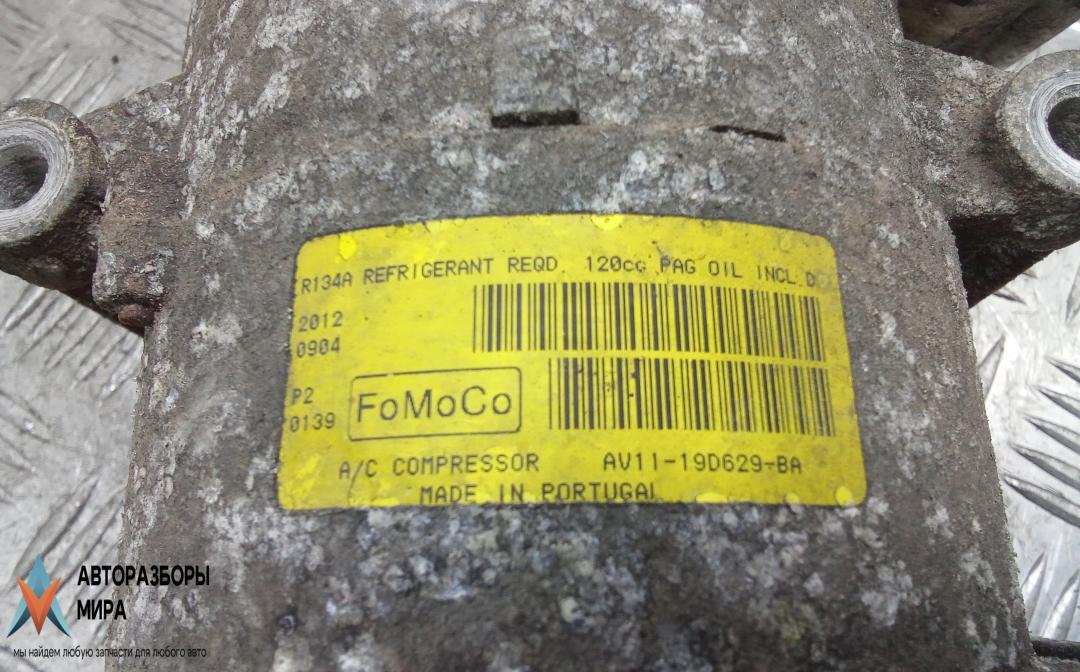 R134A REFRIGERANT REQD. 120cc PAG OIL INCL.D
2012
0904
P2
0139
FoMoCo
A/C COMPRESSOR AV11-19D629-BA
MADE IN PORTUGAL
АВТОРАЗБОРЫ
МИРА
мы найдем любую запчасти для любого авто